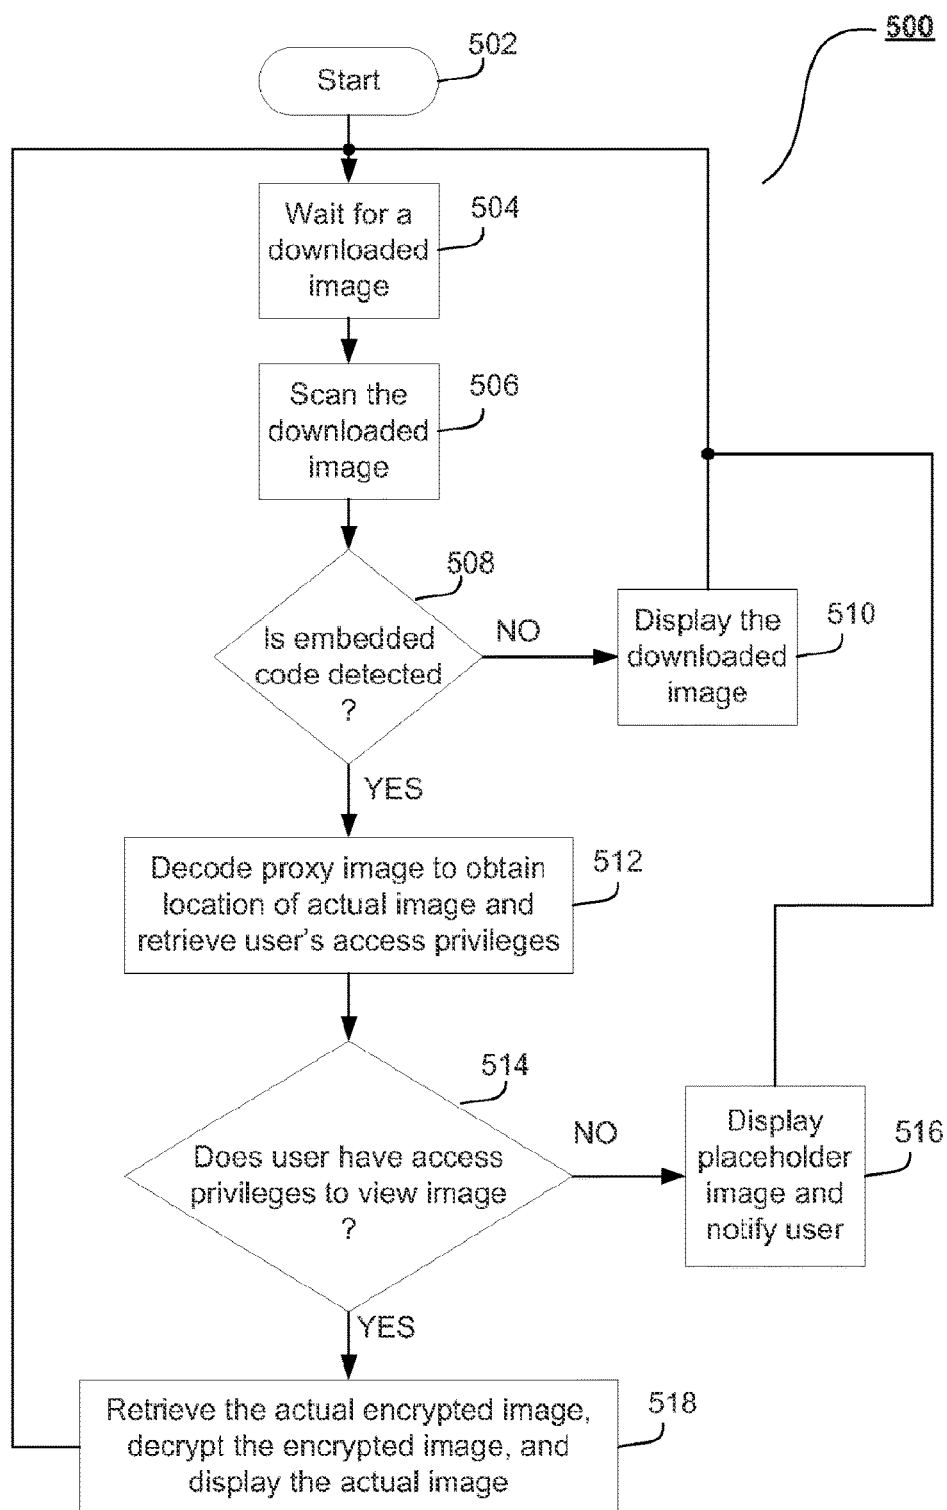 500
502
Start
Wait for a
downloaded
image
504
Scan the
downloaded
image
506
508
Is embedded
code detected
?
NO
Display the
downloaded
image
510
YES
Decode proxy image to obtain
location of actual image and
retrieve user's access privileges
512
514
Does user have access
privileges to view image
?
NO
Display
placeholder
image and
notify user
516
YES
Retrieve the actual encrypted image,
decrypt the encrypted image, and
display the actual image
518